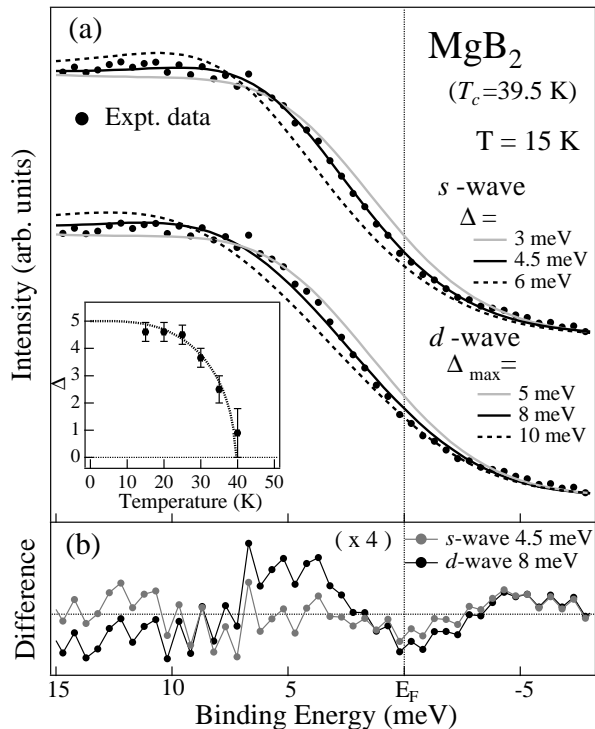 (a)
MgB2
(Tc=39.5 K)
Expt. data
T = 15 K
s -wave
Δ =
3 meV
4.5 meV
6 meV
d -wave
Δ max=
5 meV
8 meV
10 meV
Intensity (arb. units)
5
4
3
2
1
0
Δ
0 10 20 30 40 50
Temperature (K)
(b)
( x 4 )
s-wave 4.5 meV
d-wave 8 meV
Difference
15 10 5 EF -5
Binding Energy (meV)